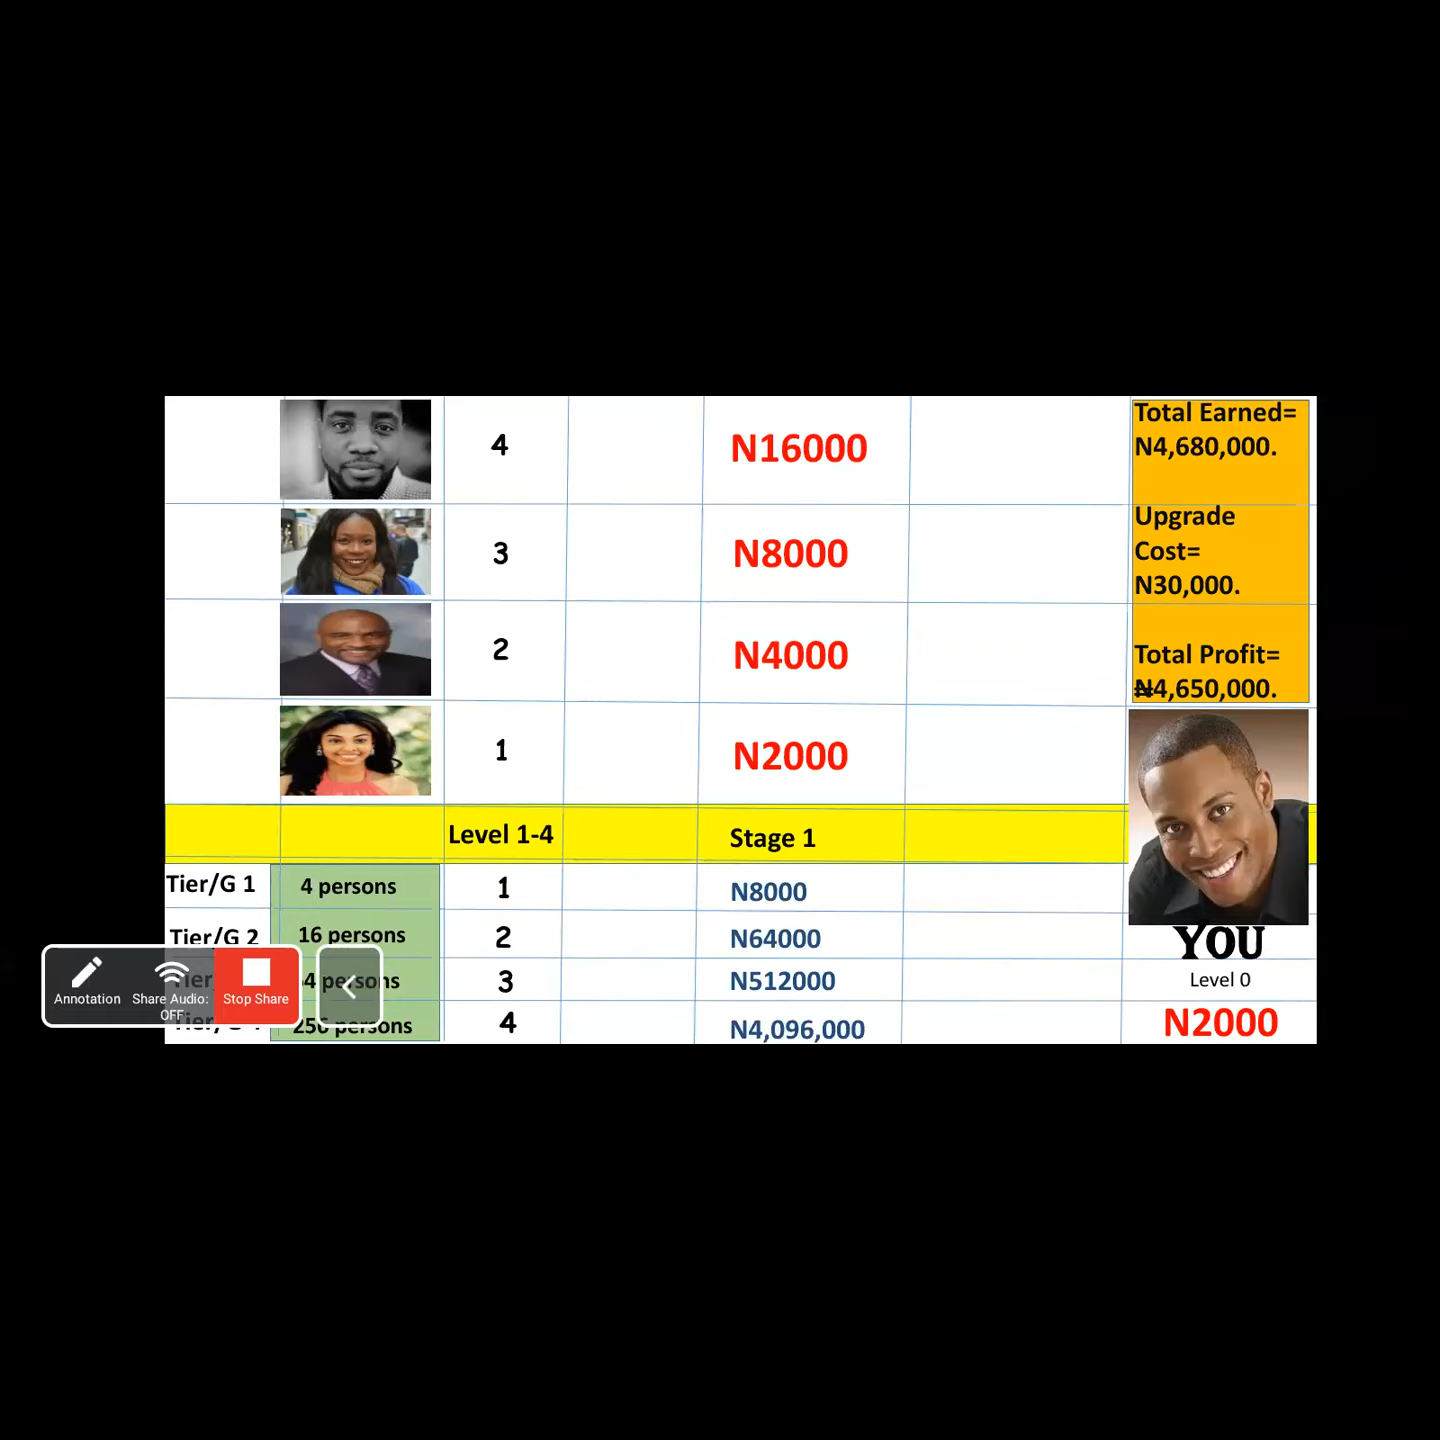 4
N16000
Total Earned=
N4,680,000.
3
N8000
Upgrade
Cost=
N30,000.
2
N4000
Total Profit=
₦4,650,000.
1
N2000
Level 1-4
Stage 1
Tier/G 1
4 persons
1
N8000
Tier/G 2
16 persons
2
N64000
YOU
4 persons
3
N512000
Level 0
256 persons
4
N4,096,000
N2000
Annotation
Share Audio:
OFF
Stop Share